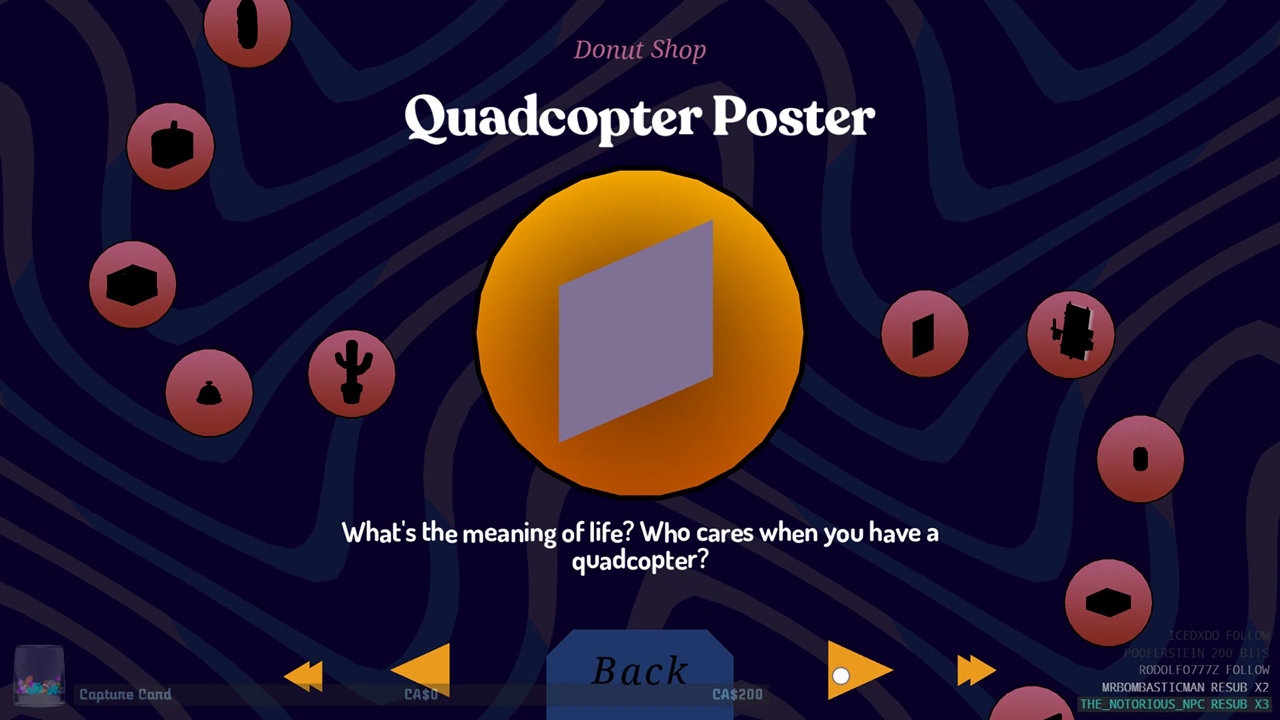 Donut Shop
Quadcopter Poster
What's the meaning of life? Who cares when you have a
quadcopter?
Back
Capture Card
CA$0
CA$200
ICEDXDD FOLLOW
POOFERSTEIN 200 BITS
RODOLFO777Z FOLLOW
MRBOMBASTICMAN RESUB X2
THE_NOTORIOUS_NPC RESUB X3